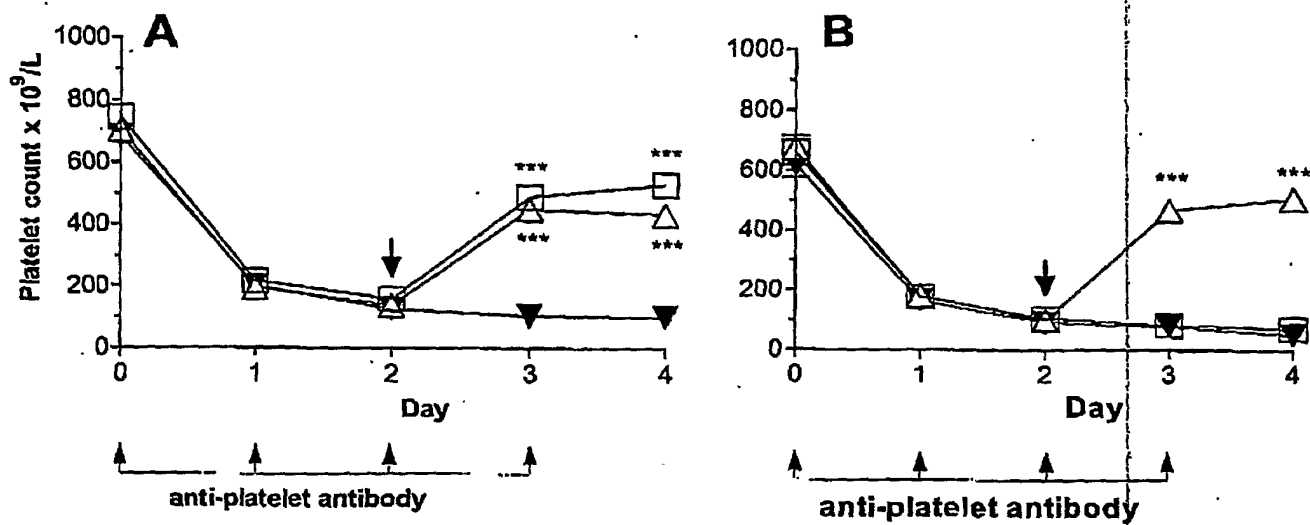 A
Platelet count x 10⁹/L
1000
800
600
400
200
0
***
***
***
***
0 1 2 3 4
Day
anti-platelet antibody
B
1000
800
600
400
200
0
***
***
0 1 2 3 4
Day
anti-platelet antibody